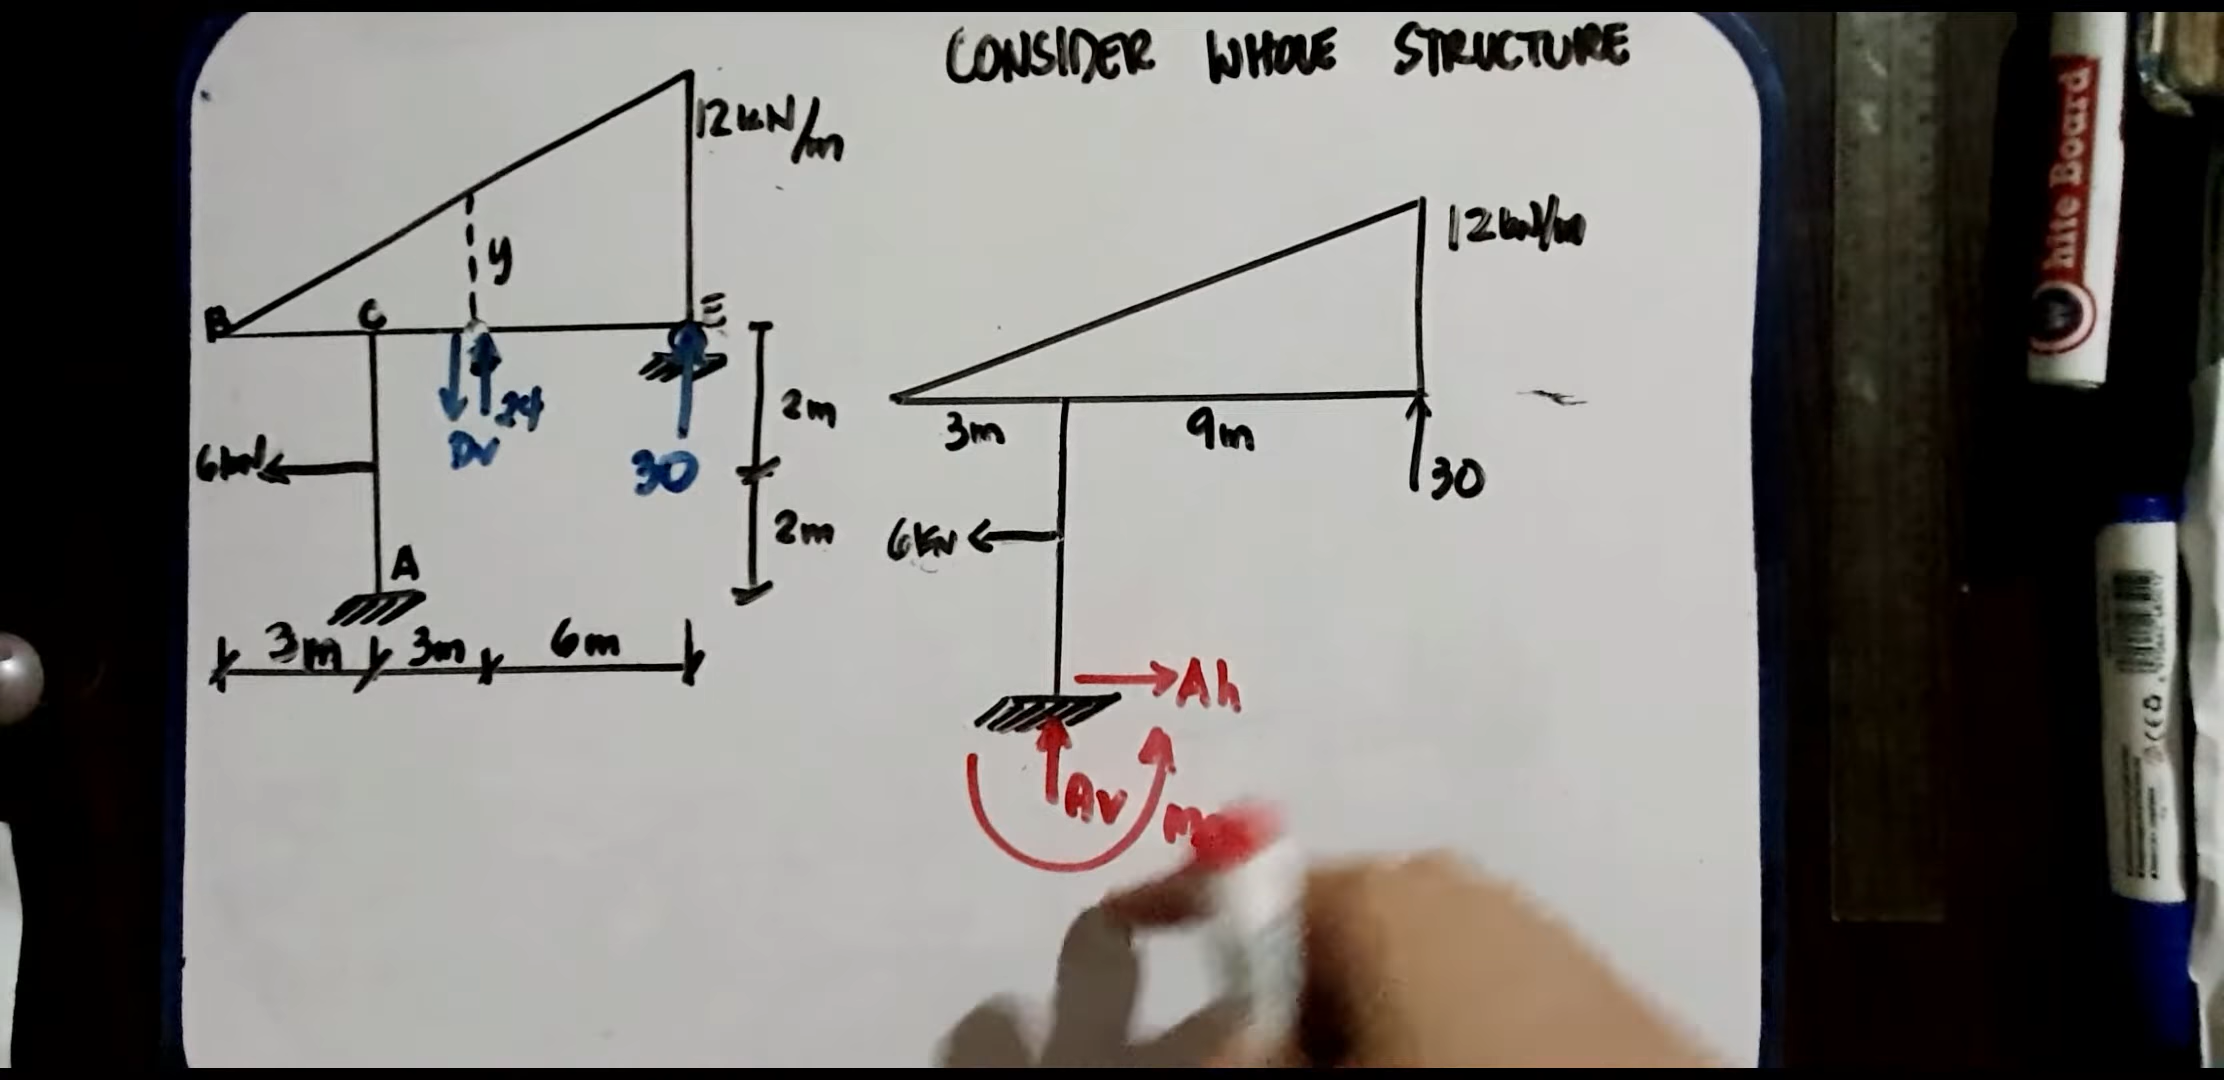 CONSIDER WHOLE STRUCTURE
12kN/m
y
B
C
E
24
Dv
30
6kN
2m
2m
A
3m
3m
6m
12kN/m
3m
9m
30
6kN
Ah
Av
White Board